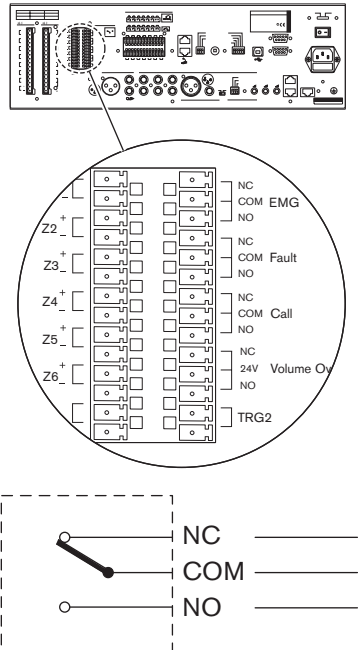 NC
COM EMG
NO
Z2 + -
NC
Z3 + -
COM Fault
NO
Z4 + -
NC
COM Call
NO
Z5 + -
NC
Z6 + -
24V Volume Ov
NO
TRG2
NC
COM
NO